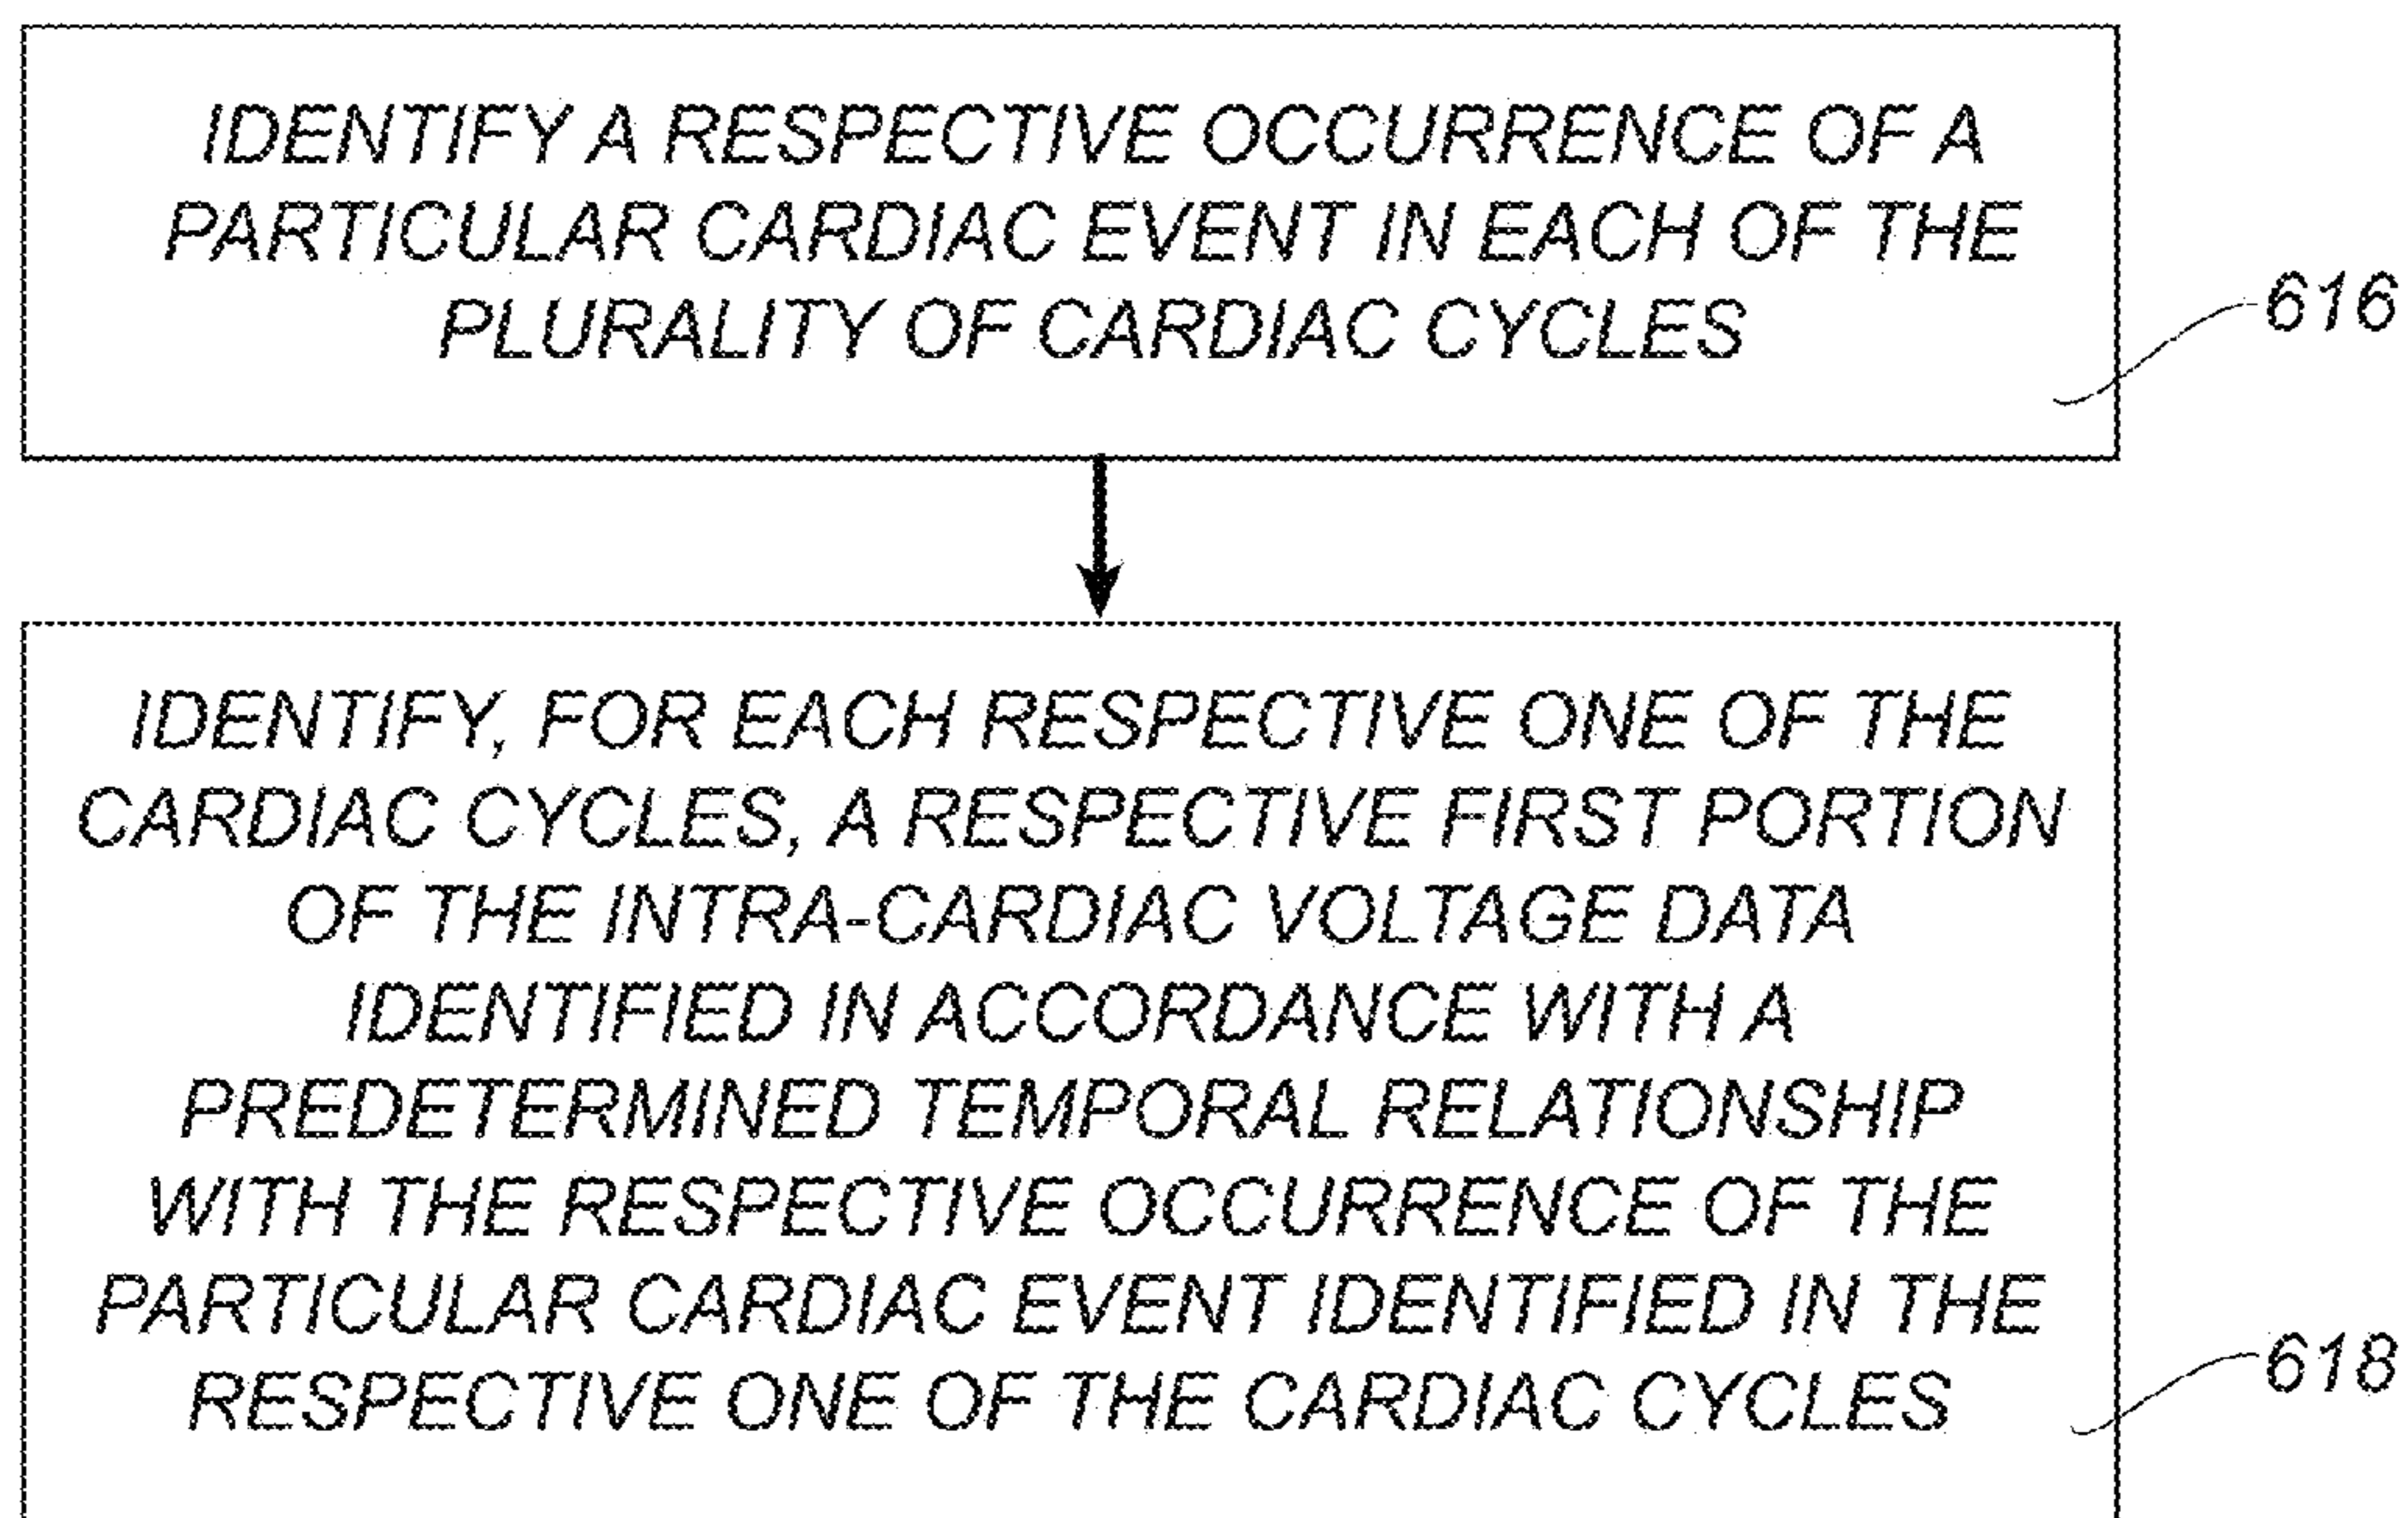 IDENTIFY A RESPECTIVE OCCURRENCE OF A
PARTICULAR CARDIAC EVENT IN EACH OF THE
PLURALITY OF CARDIAC CYCLES
616
IDENTIFY, FOR EACH RESPECTIVE ONE OF THE
CARDIAC CYCLES, A RESPECTIVE FIRST PORTION
OF THE INTRA-CARDIAC VOLTAGE DATA
IDENTIFIED IN ACCORDANCE WITH A
PREDETERMINED TEMPORAL RELATIONSHIP
WITH THE RESPECTIVE OCCURRENCE OF THE
PARTICULAR CARDIAC EVENT IDENTIFIED IN THE
RESPECTIVE ONE OF THE CARDIAC CYCLES
618